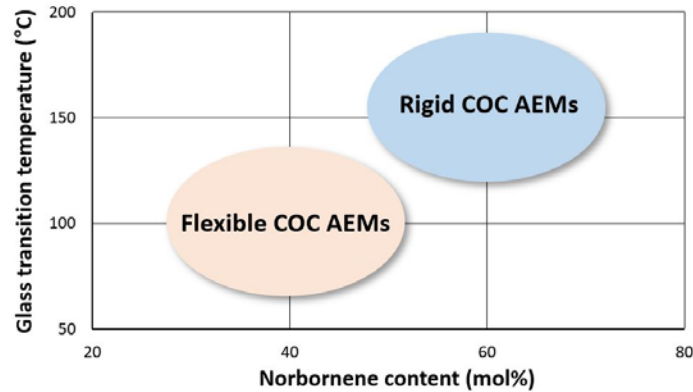 Glass transition temperature (°C)
200
150
100
50
Rigid COC AEMs
Flexible COC AEMs
20
40
60
80
Norbornene content (mol%)